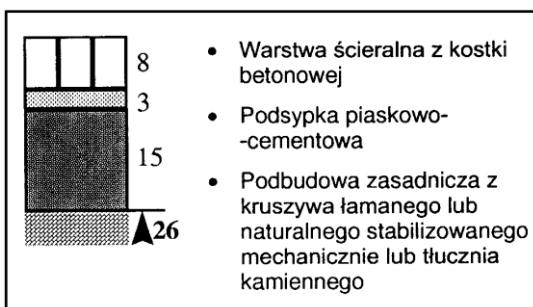 8
3
15
26
• Warstwa ścieralna z kostki
betonowej
• Podsypka piaskowo-
-cementowa
• Podbudowa zasadnicza z
kruszywa łamanego lub
naturalnego stabilizowanego
mechanicznie lub tłucznia
kamiennego